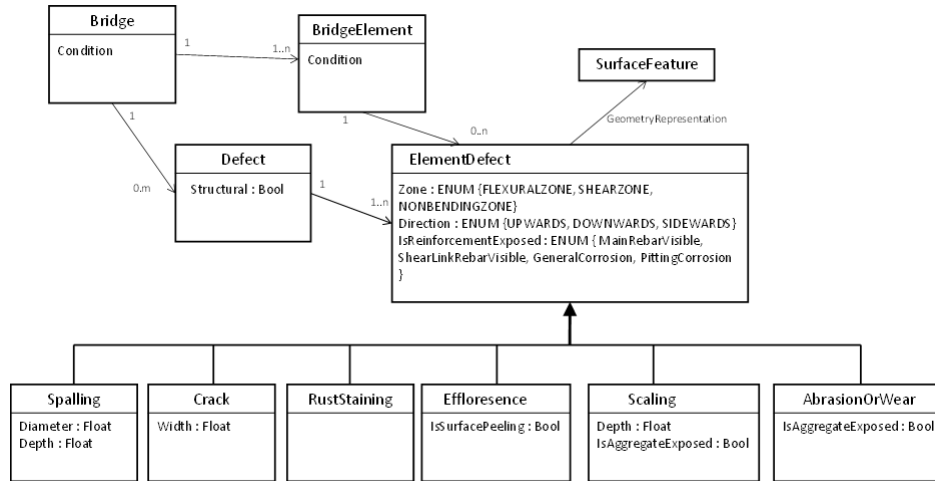 Bridge
Condition
1
1..n
BridgeElement
Condition
SurfaceFeature
GeometryRepresentation
1
0..m
1
0..n
Defect
Structural : Bool
1
1..n
ElementDefect
Zone : ENUM {FLEXURALZONE, SHEARZONE,
NONBENDINGZONE}
Direction : ENUM {UPWARDS, DOWNWARDS, SIDEWARDS}
IsReinforcementExposed : ENUM { MainRebarVisible,
ShearLinkRebarVisible, GeneralCorrosion, PittingCorrosion
}
Spalling
Diameter : Float
Depth : Float
Crack
Width : Float
RustStaining
Effloresence
IsSurfacePeeling : Bool
Scaling
Depth : Float
IsAggregateExposed : Bool
AbrasionOrWear
IsAggregateExposed : Bool